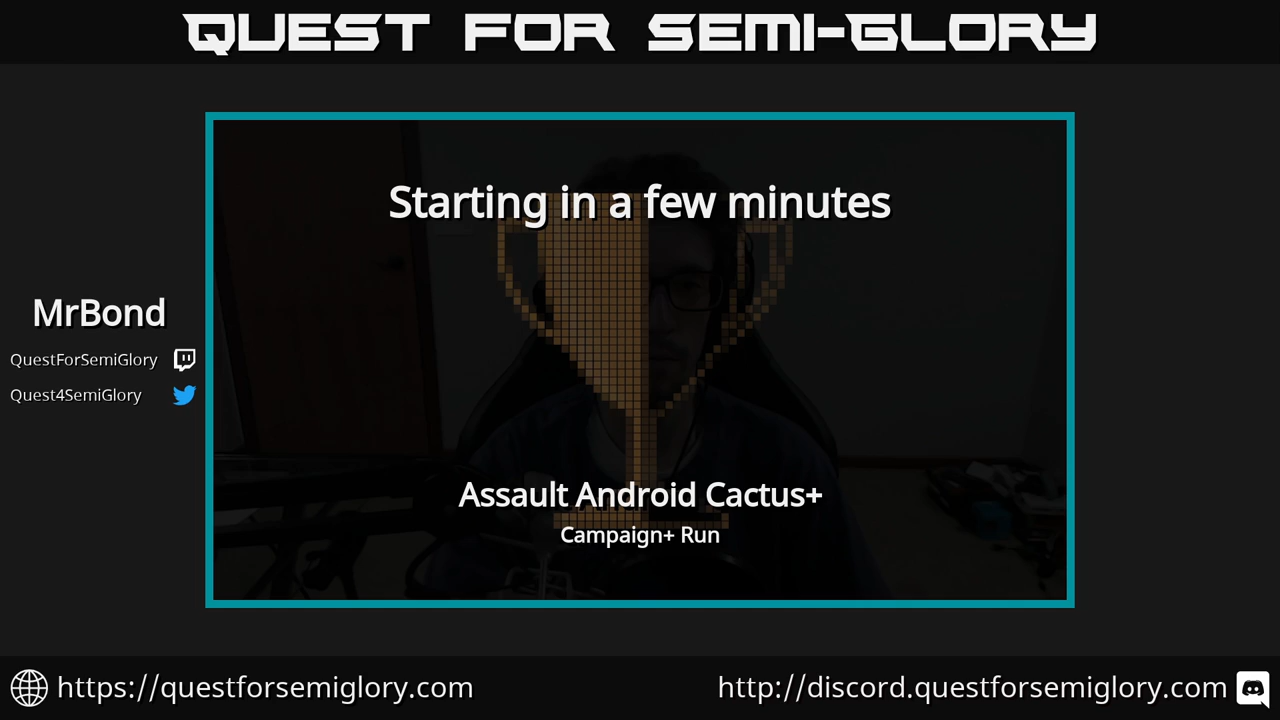 QUEST FOR SEMI-GLORY
Starting in a few minutes
MrBond
QuestForSemiGlory
Quest4SemiGlory
Assault Android Cactus+
Campaign+ Run
https://questforsemiglory.com
http://discord.questforsemiglory.com